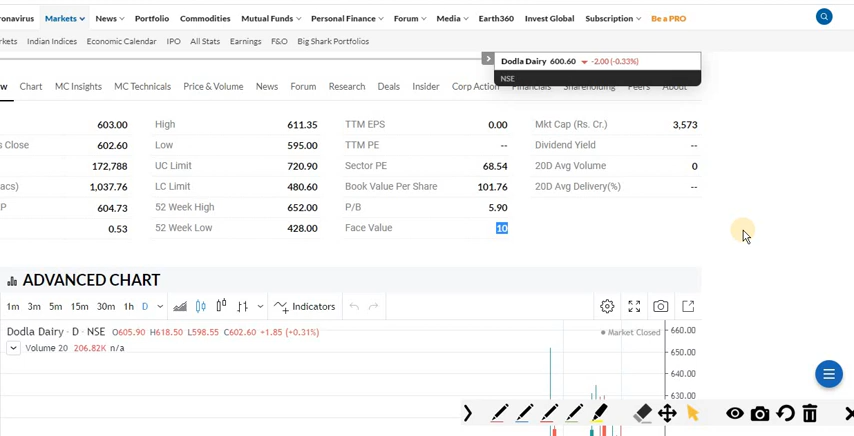 onavirus Markets News Portfolio Commodities Mutual Funds Personal Finance Forum Media Earth360 Invest Global Subscription Be a PRO
rkets Indian Indices Economic Calendar IPO All Stats Earnings F&O Big Shark Portfolios
Dodla Dairy 600.60 -2.00 (-0.33%)
NSE
w Chart MC Insights MC Technicals Price & Volume News Forum Research Deals Insider Corp Action Financials Shareholding Peers About
603.00 High 611.35 TTM EPS 0.00 Mkt Cap (Rs. Cr.) 3,573
s Close 602.60 Low 595.00 TTM PE -- Dividend Yield --
172,788 UC Limit 720.90 Sector PE 68.54 20D Avg Volume 0
acs) 1,037.76 LC Limit 480.60 Book Value Per Share 101.76 20D Avg Delivery(%) --
P 604.73 52 Week High 652.00 P/B 5.90
0.53 52 Week Low 428.00 Face Value 10
ADVANCED CHART
1m 3m 5m 15m 30m 1h D Indicators
Dodla Dairy · D · NSE O605.90 H618.50 L598.55 C602.60 +1.85 (+0.31%)
Market Closed
660.00
Volume 20 206.82K n/a
650.00
640.00
630.00